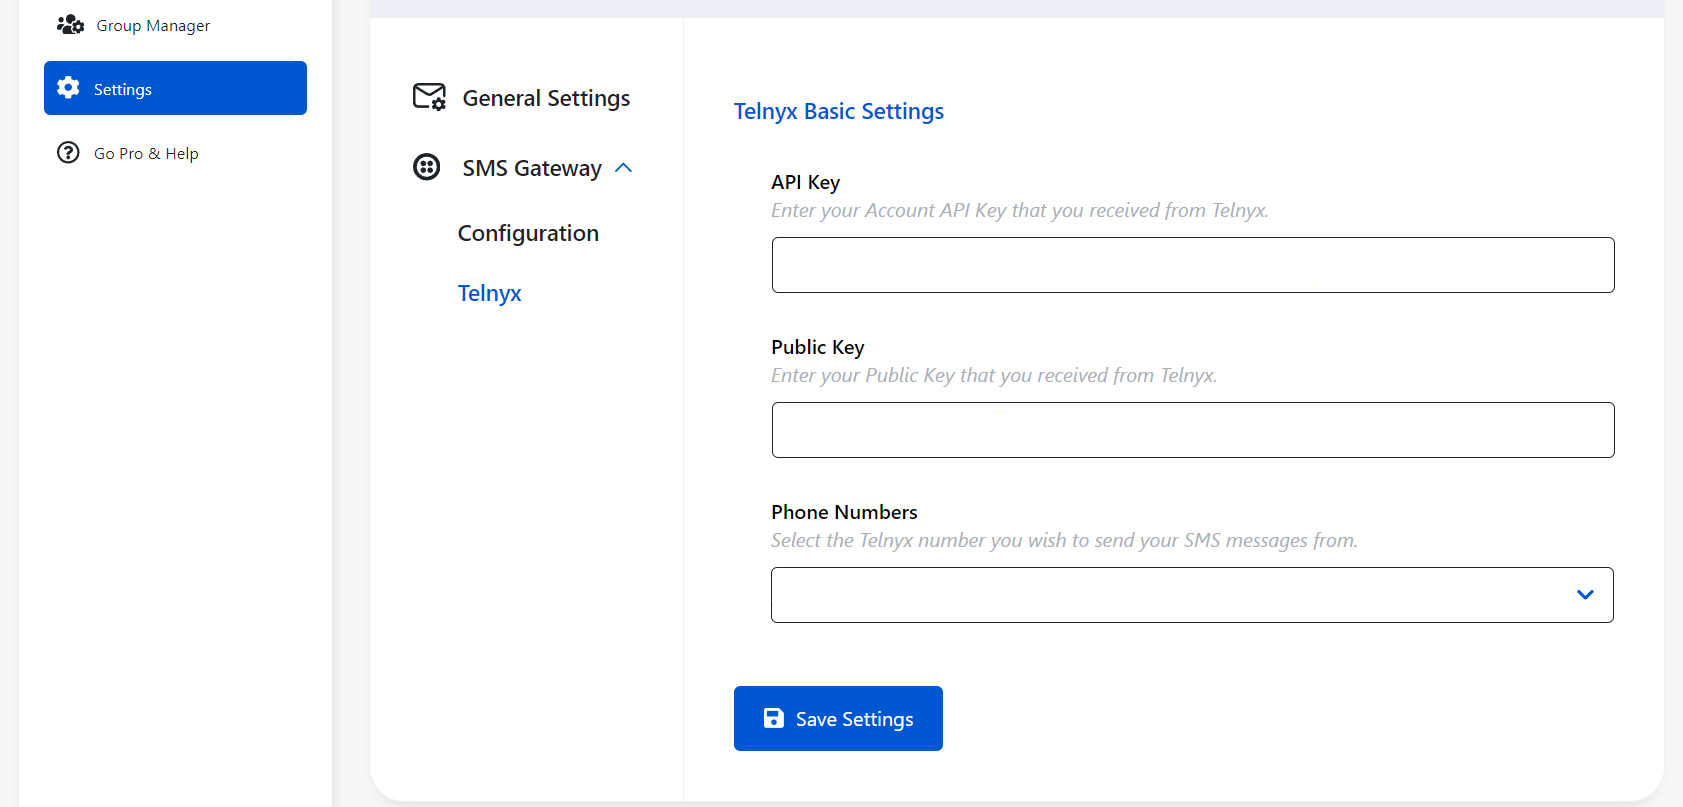 Group Manager
Settings
Go Pro & Help
General Settings
SMS Gateway
Configuration
Telnyx
Telnyx Basic Settings
API Key
Enter your Account API Key that you received from Telnyx.
Public Key
Enter your Public Key that you received from Telnyx.
Phone Numbers
Select the Telnyx number you wish to send your SMS messages from.
Save Settings